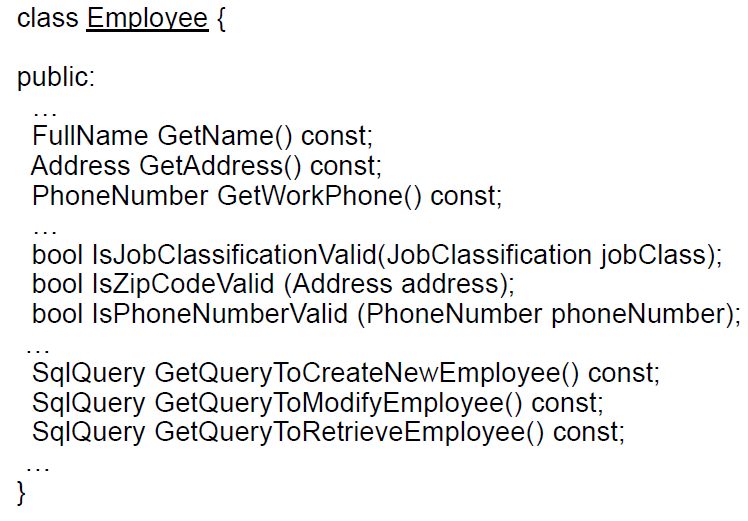 class Employee {
public:
...
FullName GetName() const;
Address GetAddress() const;
PhoneNumber GetWorkPhone() const;
...
bool IsJobClassificationValid(JobClassification jobClass);
bool IsZipCodeValid (Address address);
bool IsPhoneNumberValid (PhoneNumber phoneNumber);
...
SqlQuery GetQueryToCreateNewEmployee() const;
SqlQuery GetQueryToModifyEmployee() const;
SqlQuery GetQueryToRetrieveEmployee() const;
...
}